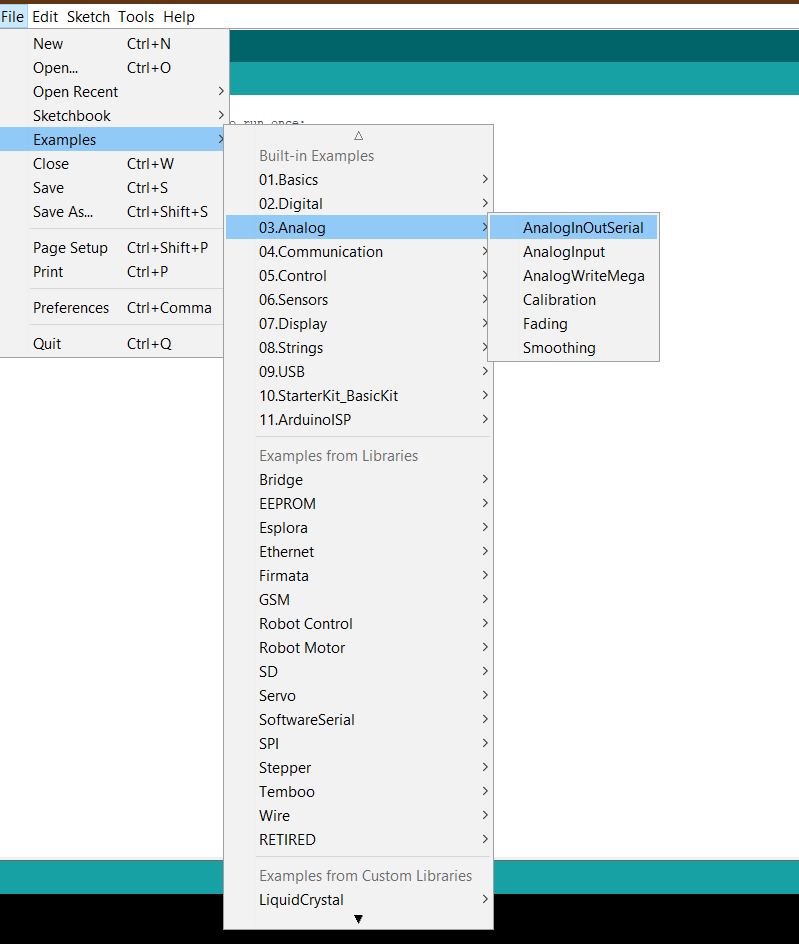 File Edit Sketch Tools Help
New Ctrl+N
Open... Ctrl+O
Open Recent
Sketchbook
Examples
Close Ctrl+W
Save Ctrl+S
Save As... Ctrl+Shift+S
Page Setup Ctrl+Shift+P
Print Ctrl+P
Preferences Ctrl+Comma
Quit Ctrl+Q
run once:
Built-in Examples
01.Basics
02.Digital
03.Analog
04.Communication
05.Control
06.Sensors
07.Display
08.Strings
09.USB
10.StarterKit_BasicKit
11.ArduinoISP
Examples from Libraries
Bridge
EEPROM
Esplora
Ethernet
Firmata
GSM
Robot Control
Robot Motor
SD
Servo
SoftwareSerial
SPI
Stepper
Temboo
Wire
RETIRED
Examples from Custom Libraries
LiquidCrystal
AnalogInOutSerial
AnalogInput
AnalogWriteMega
Calibration
Fading
Smoothing